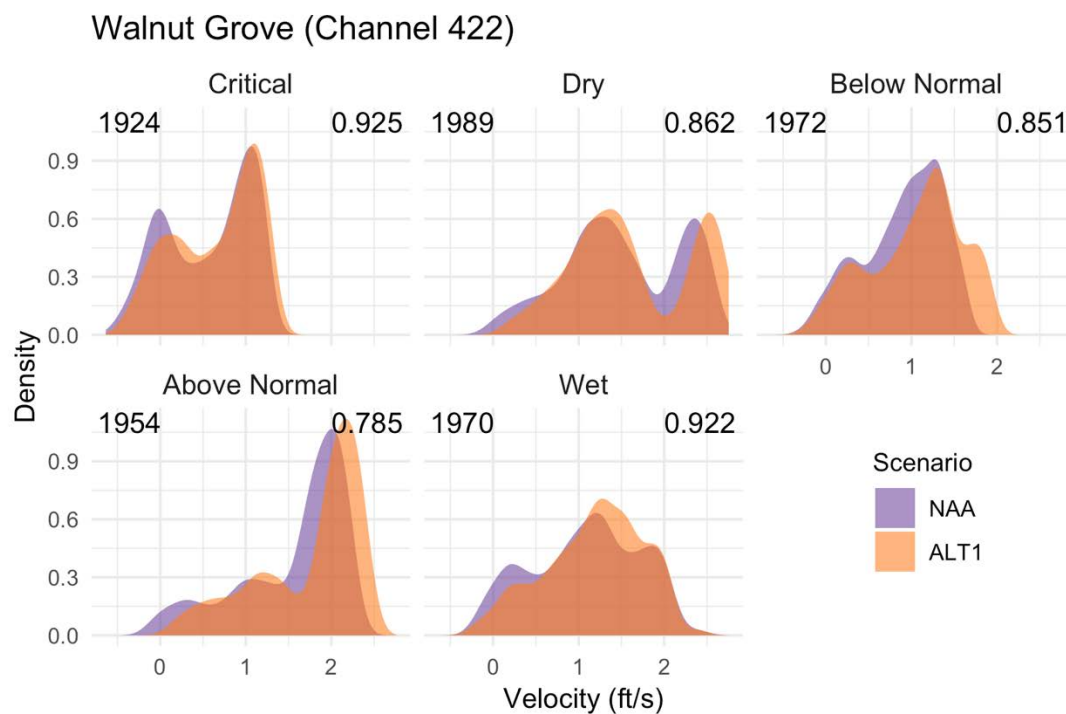 Walnut Grove (Channel 422)
Critical Dry Below Normal
1924 0.925 1989 0.862 1972 0.851
0.9
0.6
0.3
0.0
0 1 2
Density
Above Normal Wet
1954 0.785 1970 0.922
0.9
0.6
0.3
0.0
0 1 2 0 1 2
Velocity (ft/s)
Scenario
NAA
ALT1